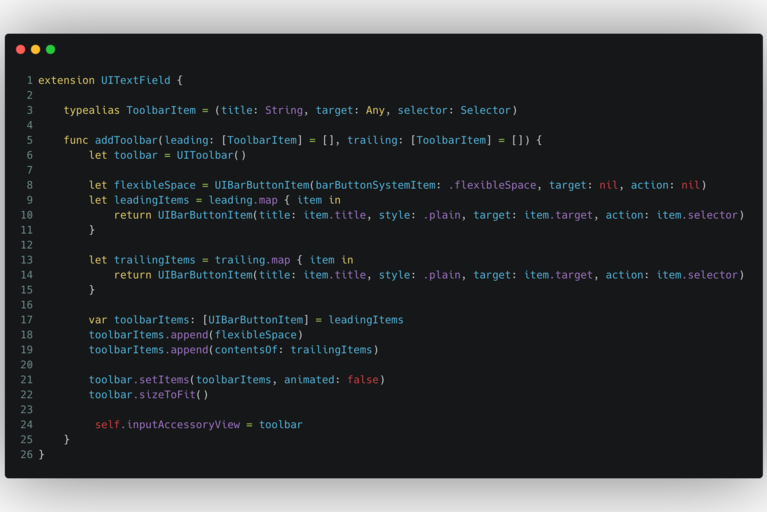 1 extension UITextField {
2
3     typealias ToolbarItem = (title: String, target: Any, selector: Selector)
4
5     func addToolbar(leading: [ToolbarItem] = [], trailing: [ToolbarItem] = []) {
6         let toolbar = UIToolbar()
7
8         let flexibleSpace = UIBarButtonItem(barButtonSystemItem: .flexibleSpace, target: nil, action: nil)
9         let leadingItems = leading.map { item in
10             return UIBarButtonItem(title: item.title, style: .plain, target: item.target, action: item.selector)
11         }
12
13         let trailingItems = trailing.map { item in
14             return UIBarButtonItem(title: item.title, style: .plain, target: item.target, action: item.selector)
15         }
16
17         var toolbarItems: [UIBarButtonItem] = leadingItems
18         toolbarItems.append(flexibleSpace)
19         toolbarItems.append(contentsOf: trailingItems)
20
21         toolbar.setItems(toolbarItems, animated: false)
22         toolbar.sizeToFit()
23
24          self.inputAccessoryView = toolbar
25     }
26 }